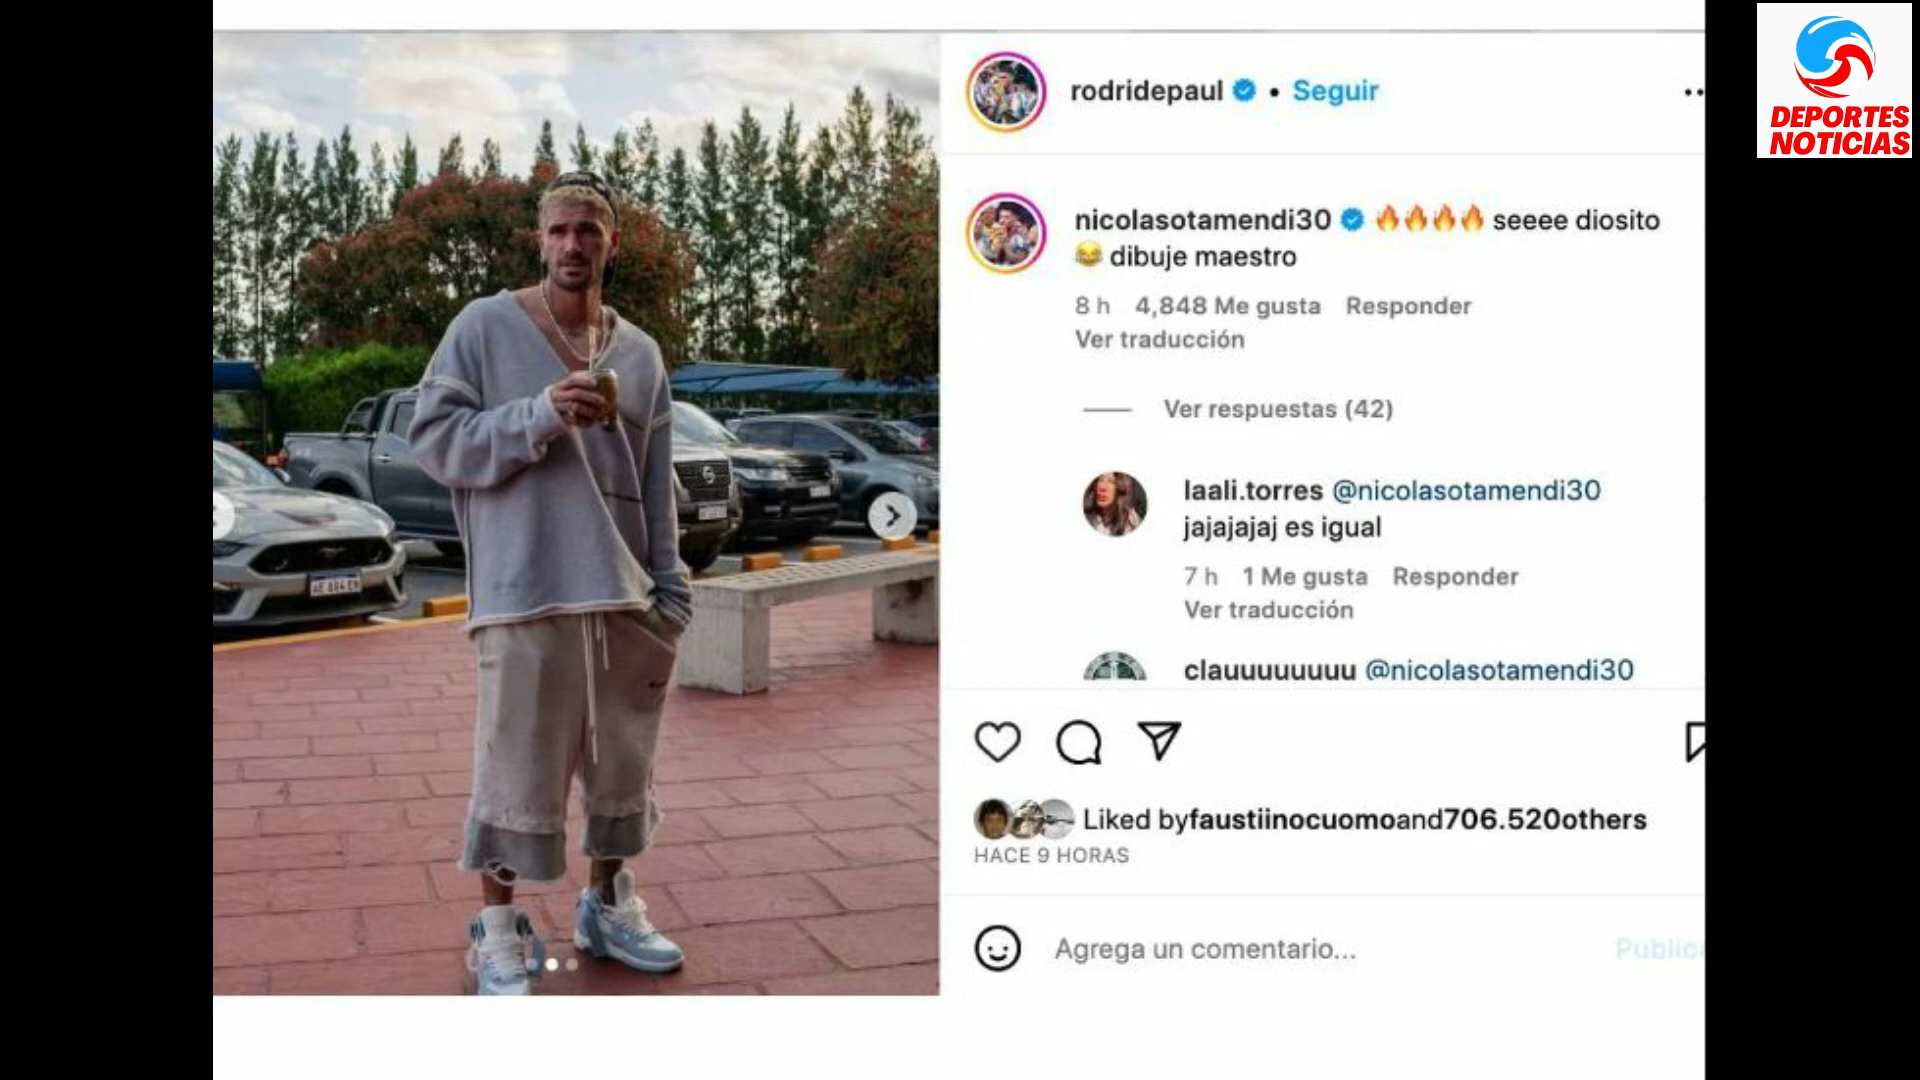 DEPORTES
NOTICIAS
rodridepaul • Seguir
nicolasotamendi30 🔥🔥🔥🔥 seeee diosito
😂 dibuje maestro
8 h 4,848 Me gusta Responder
Ver traducción
Ver respuestas (42)
laali.torres @nicolasotamendi30
jajajajaj es igual
7 h 1 Me gusta Responder
Ver traducción
clauuuuuuuu @nicolasotamendi30
Liked byfaustiinocuomoand706.520others
HACE 9 HORAS
Agrega un comentario...